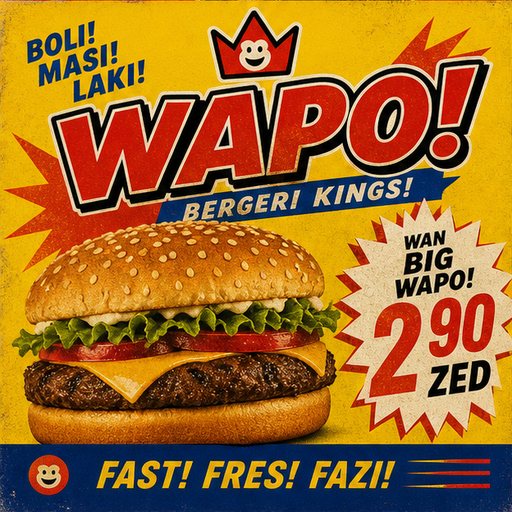 BOLI!
MASI!
LAKI!
WAPO!
BERGERI KINGS!
WAN
BIG
WAPO!
2 90
ZED
FAST! FRES! FAZI!